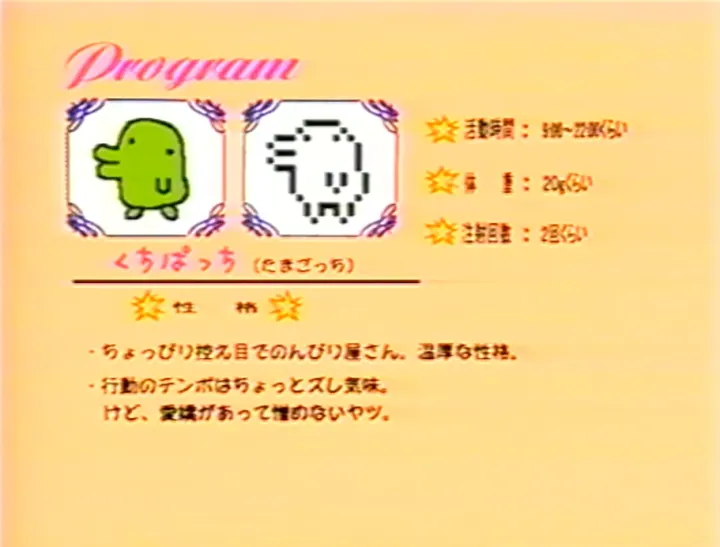 Program
活動時間： 9:00～22:00くらい
体　重： 20gくらい
注射回数： 2回くらい
くちぱっち (たまごっち)
性　格
・ちょっぴり控え目でのんびり屋さん。温厚な性格。
・行動のテンポはちょっとズレ気味。
けど、愛嬌があって憎めないヤツ。